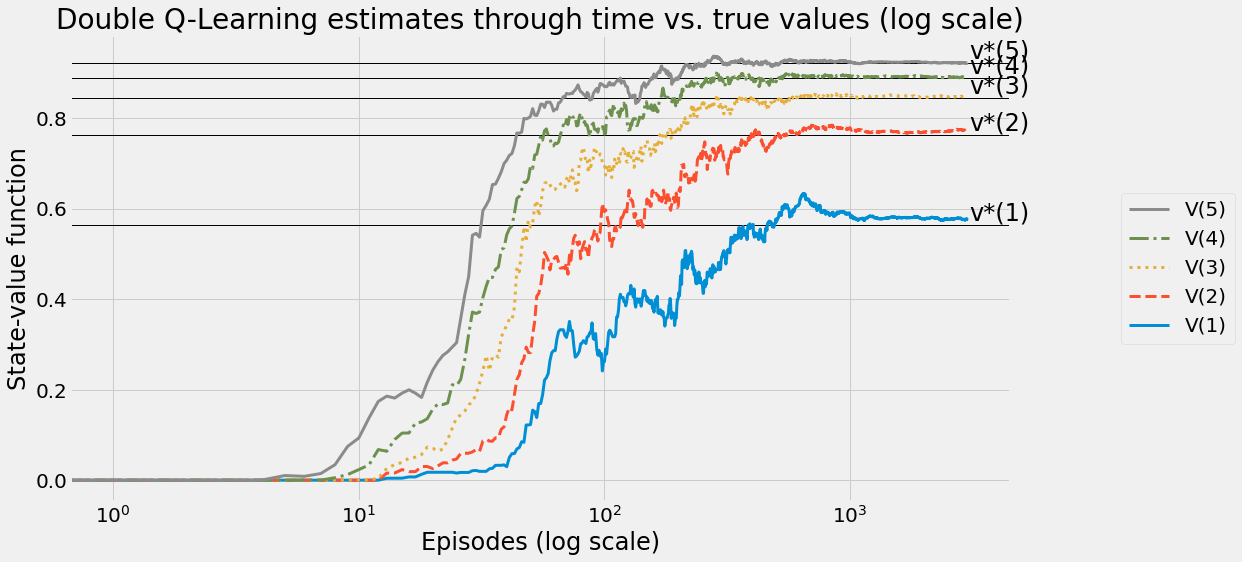 Double Q-Learning estimates through time vs. true values (log scale)
State-value function
0.8
0.6
0.4
0.2
0.0
v*(5)
v*(4)
v*(3)
v*(2)
v*(1)
V(5)
V(4)
V(3)
V(2)
V(1)
10⁰
10¹
10²
10³
Episodes (log scale)